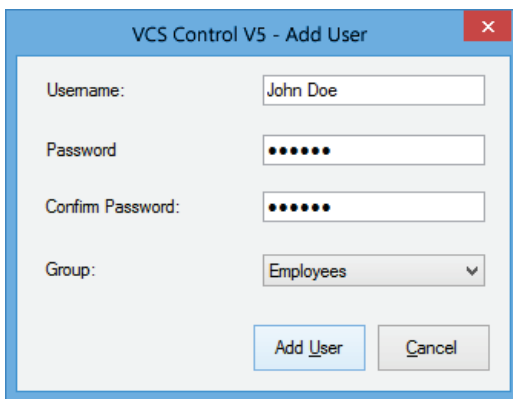 VCS Control V5 - Add User
Username: John Doe
Password ●●●●●●
Confirm Password: ●●●●●●
Group: Employees
Add User Cancel